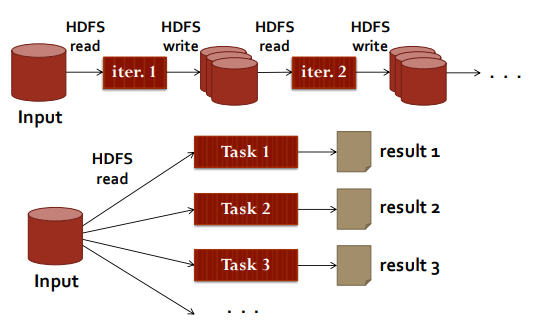 HDFS
read
HDFS
write
HDFS
read
HDFS
write
iter. 1
iter. 2
. . .
Input
HDFS
read
Task 1
result 1
Task 2
result 2
Task 3
result 3
Input
. . .